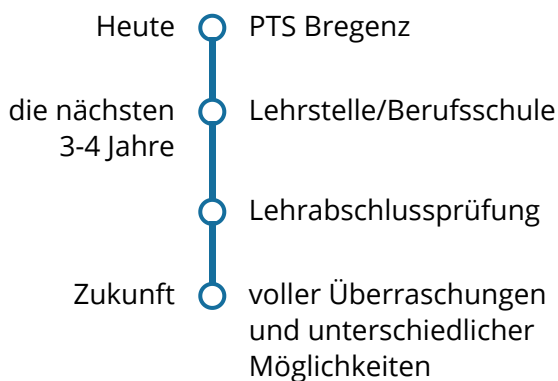 Heute PTS Bregenz
die nächsten Lehrstelle/Berufsschule
3-4 Jahre
Lehrabschlussprüfung
Zukunft voller Überraschungen
und unterschiedlicher
Möglichkeiten